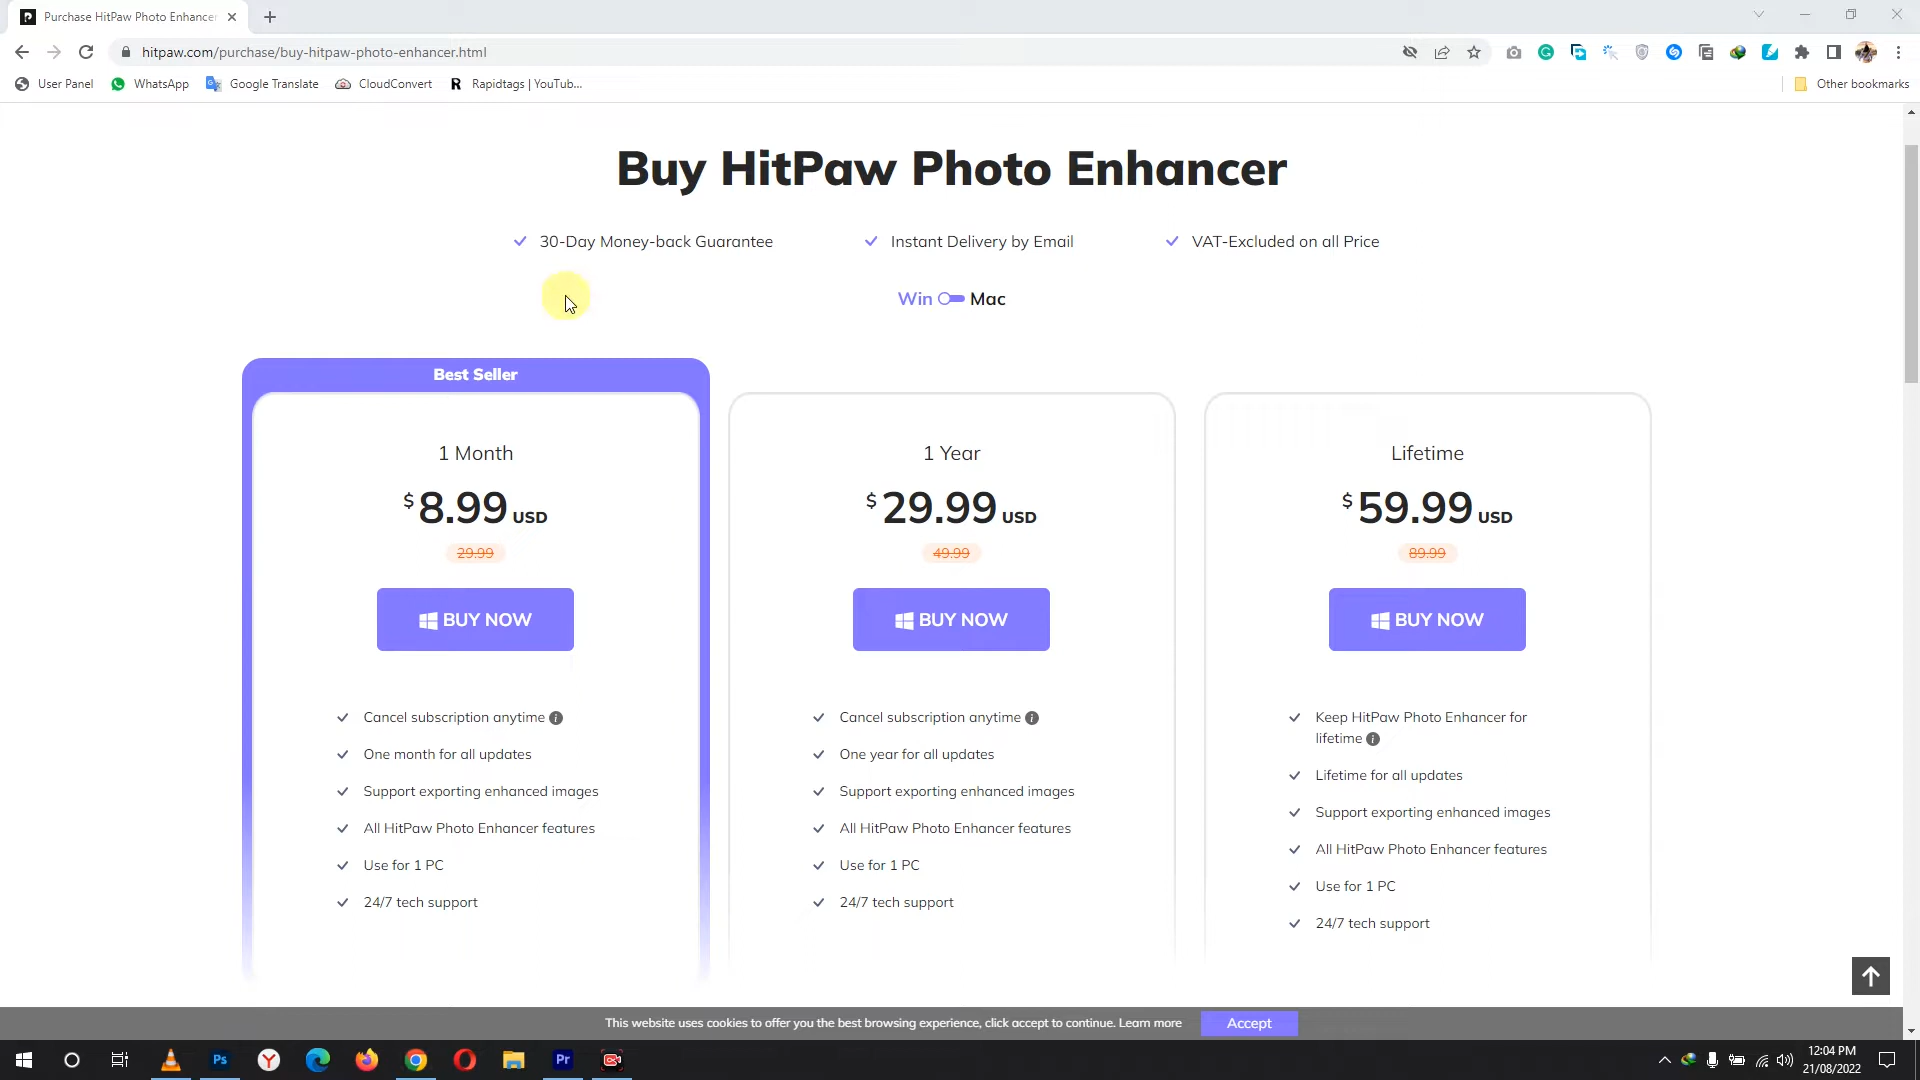 Purchase HitPaw Photo Enhancer
hitpaw.com/purchase/buy-hitpaw-photo-enhancer.html
User Panel
WhatsApp
Google Translate
CloudConvert
R Rapidtags | YouTub...
Other bookmarks
Buy HitPaw Photo Enhancer
30-Day Money-back Guarantee
Instant Delivery by Email
VAT-Excluded on all Price
Win Mac
Best Seller
1 Month
$8.99 USD
29.99
BUY NOW
Cancel subscription anytime
One month for all updates
Support exporting enhanced images
All HitPaw Photo Enhancer features
Use for 1 PC
24/7 tech support
1 Year
$29.99 USD
49.99
BUY NOW
Cancel subscription anytime
One year for all updates
Support exporting enhanced images
All HitPaw Photo Enhancer features
Use for 1 PC
24/7 tech support
Lifetime
$59.99 USD
89.99
BUY NOW
Keep HitPaw Photo Enhancer for
lifetime
Lifetime for all updates
Support exporting enhanced images
All HitPaw Photo Enhancer features
Use for 1 PC
24/7 tech support
This website uses cookies to offer you the best browsing experience, click accept to continue. Learn more
Accept
Ps
Pr
12:04 PM
21/08/2022